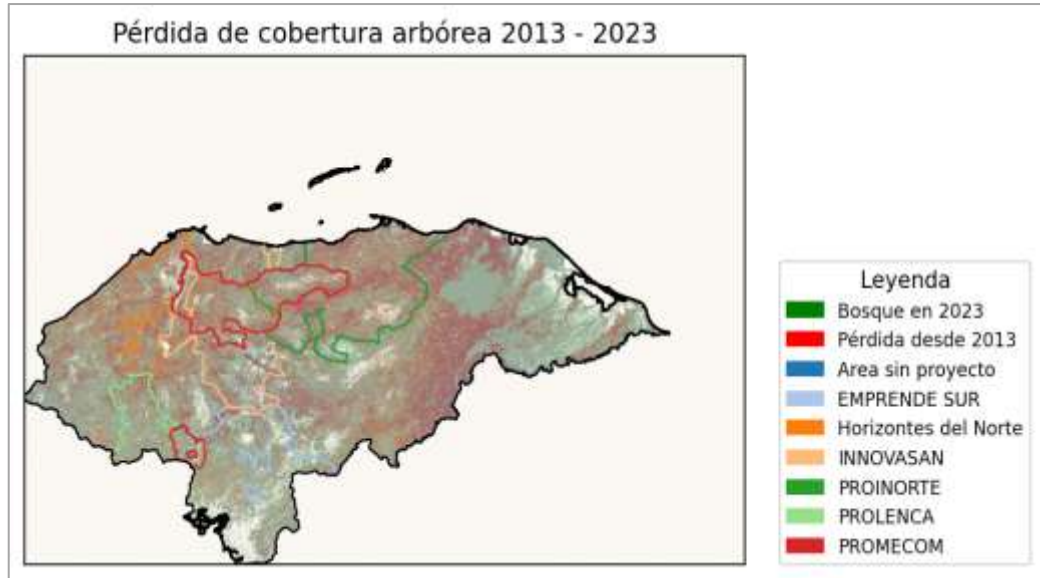 Pérdida de cobertura arbórea 2013 - 2023
Leyenda
Bosque en 2023
Pérdida desde 2013
Area sin proyecto
EMPRENDE SUR
Horizontes del Norte
INNOVASAN
PROINORTE
PROLENCA
PROMECOM